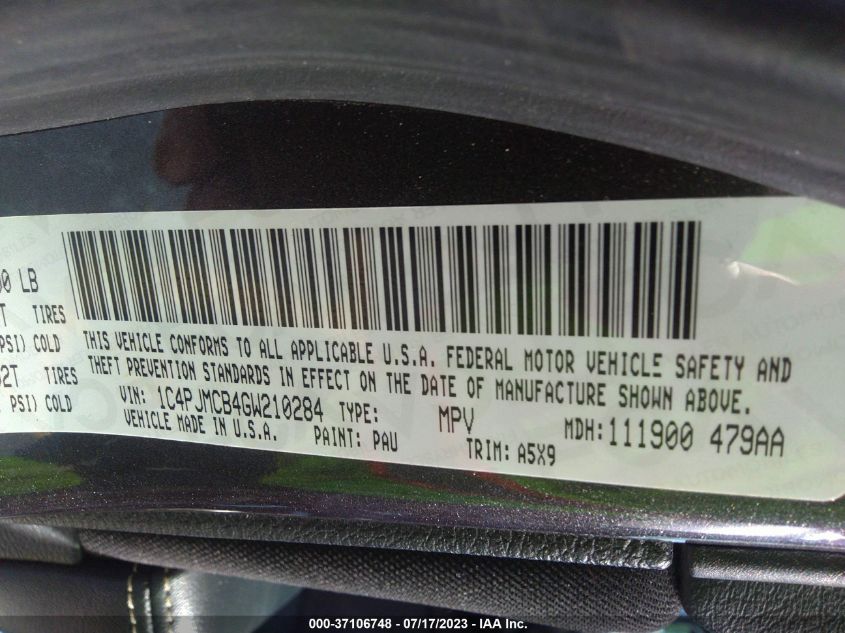 00 LB
T TIRES
PSI) COLD
52T TIRES
PSI) COLD
THIS VEHICLE CONFORMS TO ALL APPLICABLE U.S.A. FEDERAL MOTOR VEHICLE SAFETY AND
THEFT PREVENTION STANDARDS IN EFFECT ON THE DATE OF MANUFACTURE SHOWN ABOVE.
VIN: 1C4PJMCB4GW210284 TYPE: MPV MDH:111900 479AA
VEHICLE MADE IN U.S.A. PAINT: PAU TRIM: A5X9
000-37106748 - 07/17/2023 - IAA Inc.